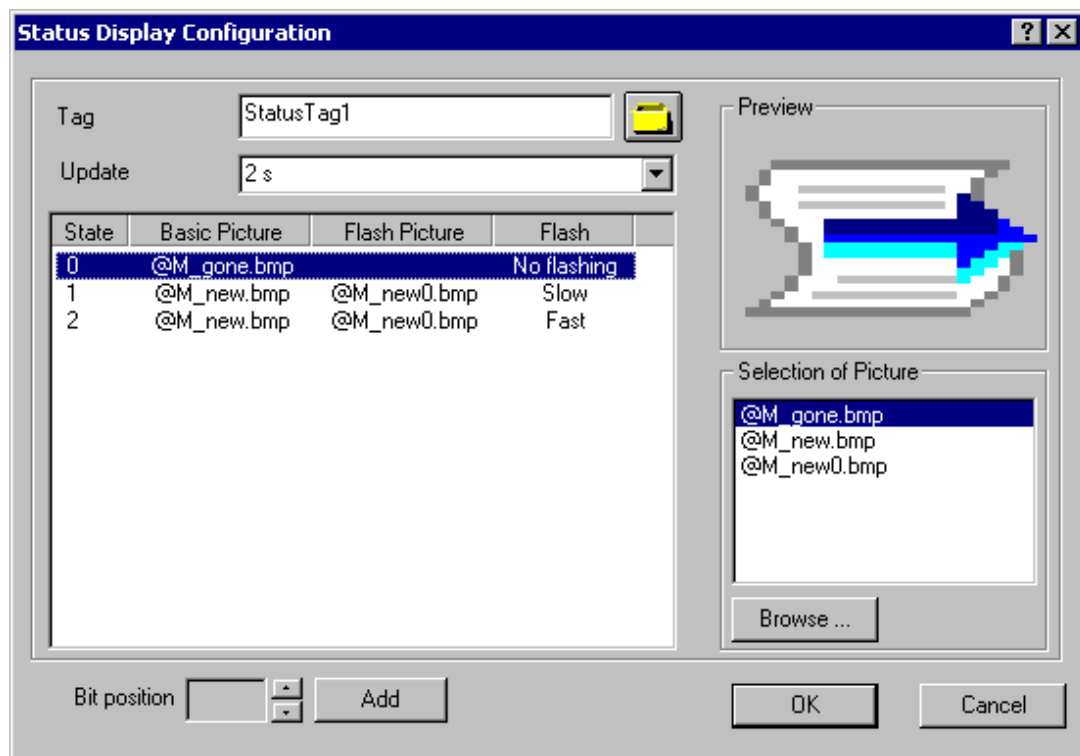 Status Display Configuration
Tag
StatusTag1
Update
2 s
State Basic Picture Flash Picture Flash
0 @M_gone.bmp No flashing
1 @M_new.bmp @M_new0.bmp Slow
2 @M_new.bmp @M_new0.bmp Fast
Preview
Selection of Picture
@M_gone.bmp
@M_new.bmp
@M_new0.bmp
Browse ...
Bit position
Add
OK
Cancel